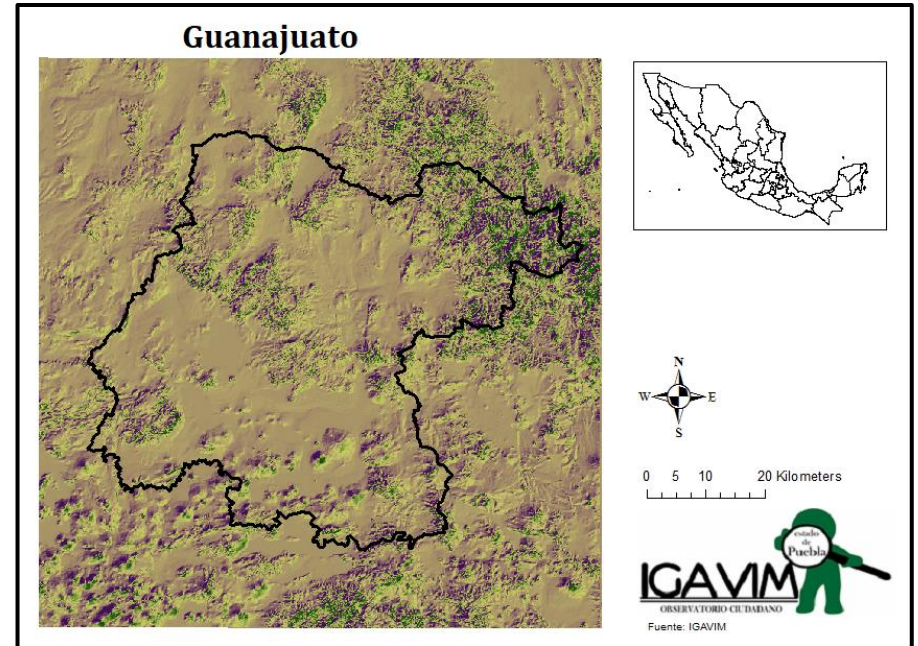 Guanajuato
N
W E
S
0 5 10 20 Kilometers
estado
de
Puebla
IGAVIM
OBSERVATORIO CIUDADANO
Fuente: IGAVIM